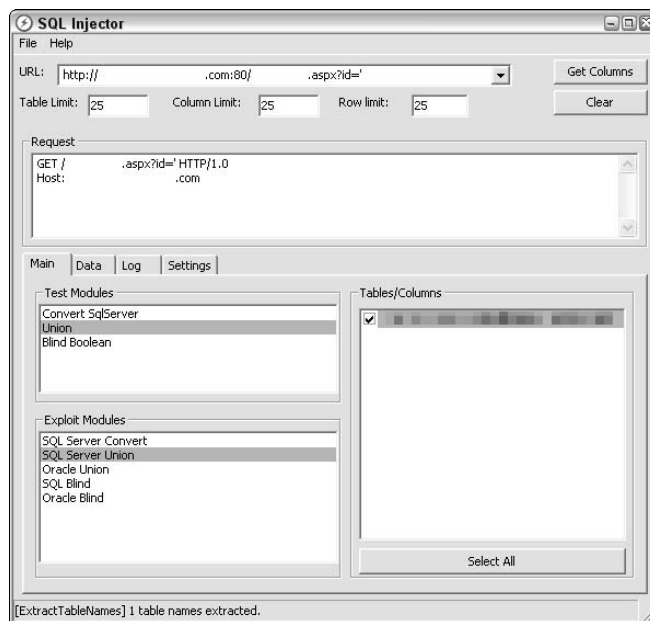 SQL Injector
File Help
URL: http:// .com:80/ .aspx?id='
Get Columns
Table Limit: 25 Column Limit: 25 Row limit: 25
Clear
Request
GET / .aspx?id=' HTTP/1.0
Host: .com
Main Data Log Settings
Test Modules
Convert SqlServer
Union
Blind Boolean
Exploit Modules
SQL Server Convert
SQL Server Union
Oracle Union
SQL Blind
Oracle Blind
Tables/Columns
Select All
[ExtractTableNames] 1 table names extracted.